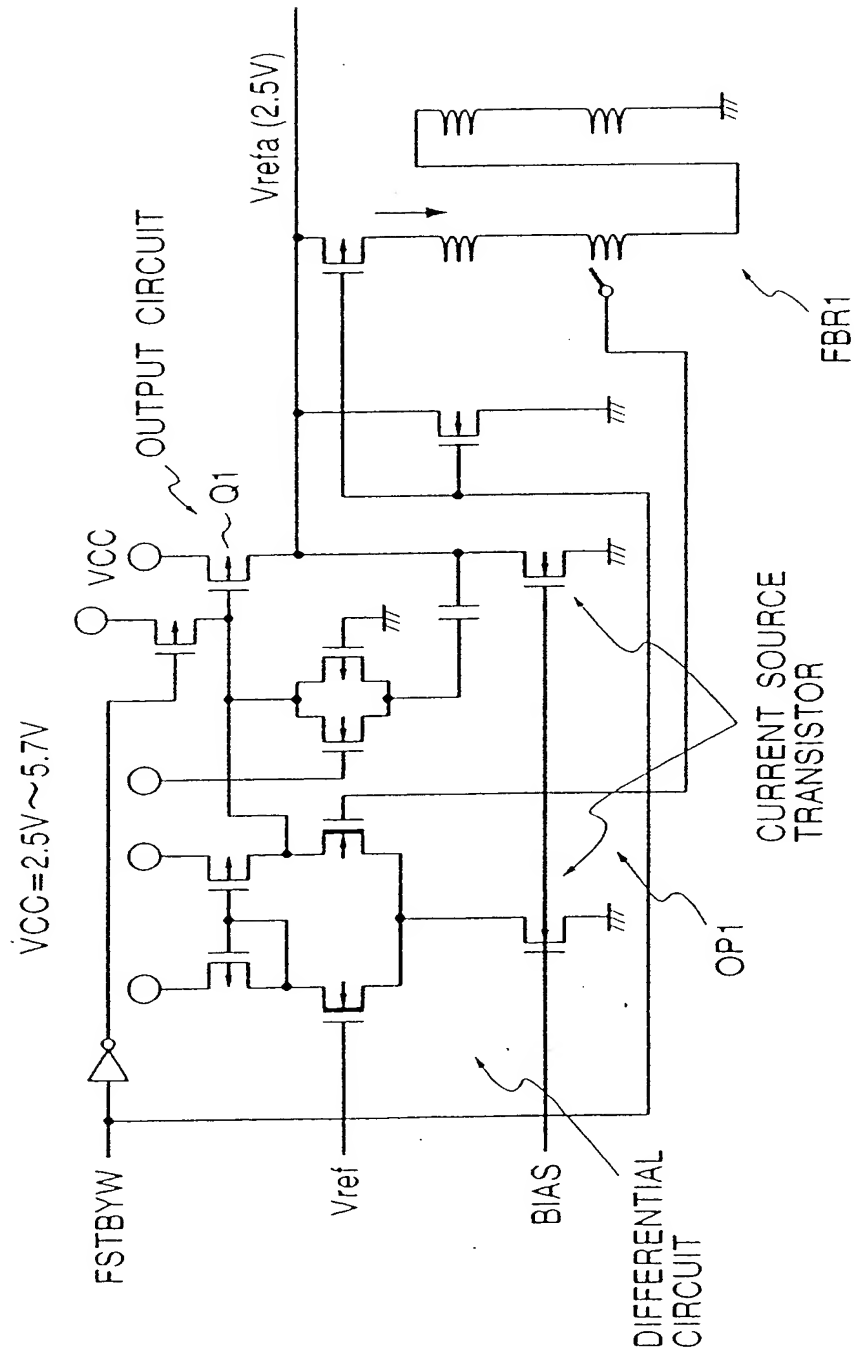 VCC=2.5V~5.7V
OUTPUT CIRCUIT
VCC
Q1
FSTBYW
Vrefa (2.5V)
Vref
BIAS
DIFFERENTIAL
CIRCUIT
OP1
CURRENT SOURCE
TRANSISTOR
FBR1